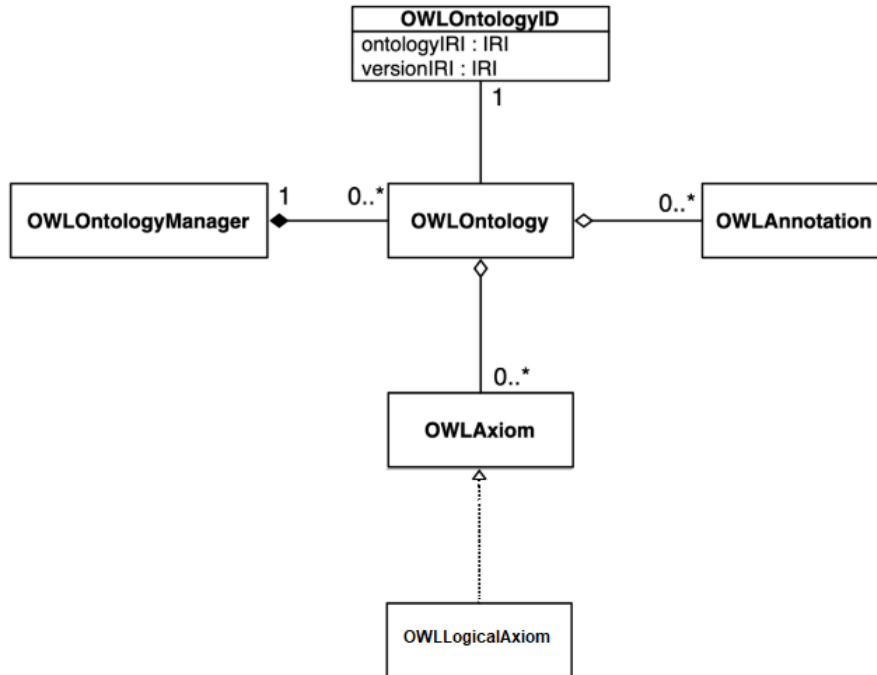 OWLOntologyID
ontologyIRI : IRI
versionIRI : IRI
1
1
0..*
0..*
OWLOntologyManager
OWLOntology
OWLAnnotation
0..*
OWLAxiom
OWLLogicalAxiom